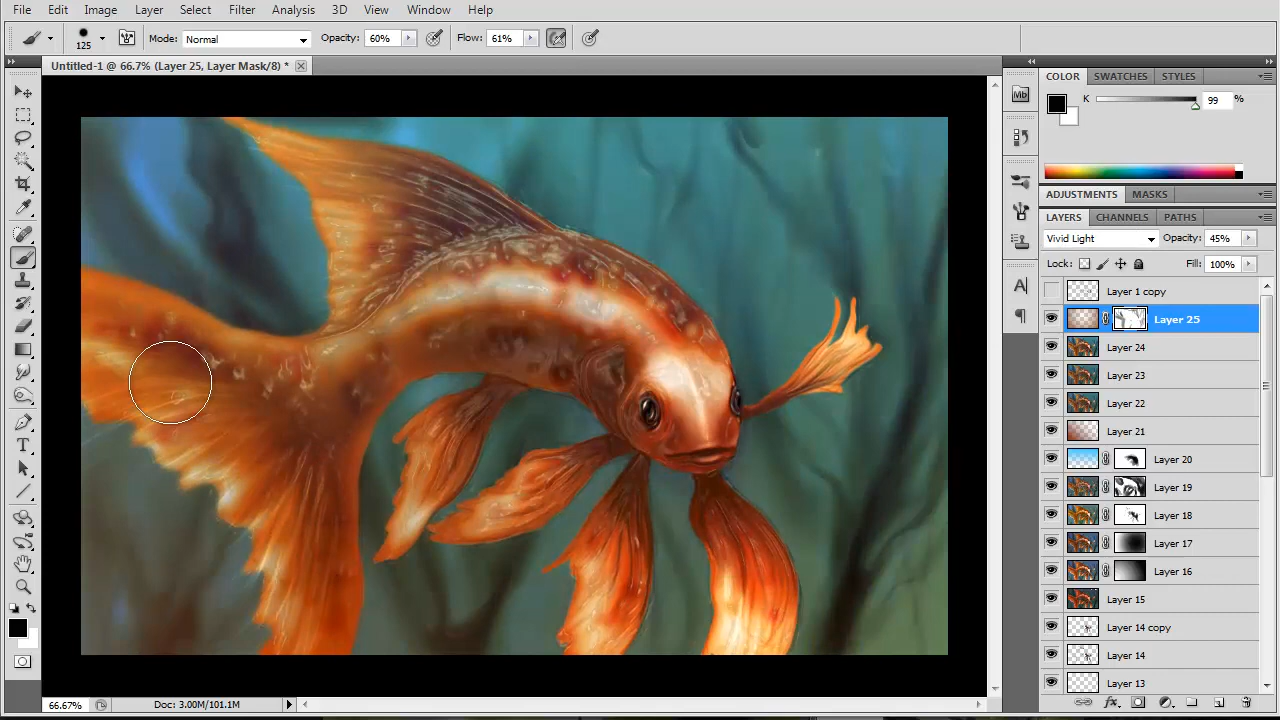 File Edit Image Layer Select Filter Analysis 3D View Window Help
125 Mode: Normal Opacity: 60% Flow: 61%
Untitled-1 @ 66.7% (Layer 25, Layer Mask/8) *
COLOR SWATCHES STYLES
Mb
K 99 %
ADJUSTMENTS MASKS
LAYERS CHANNELS PATHS
Vivid Light Opacity: 45%
Lock: Fill: 100%
Layer 1 copy
Layer 25
Layer 24
Layer 23
Layer 22
Layer 21
Layer 20
Layer 19
Layer 18
Layer 17
Layer 16
Layer 15
Layer 14 copy
Layer 14
Layer 13
66.67% Doc: 3.00M/101.1M